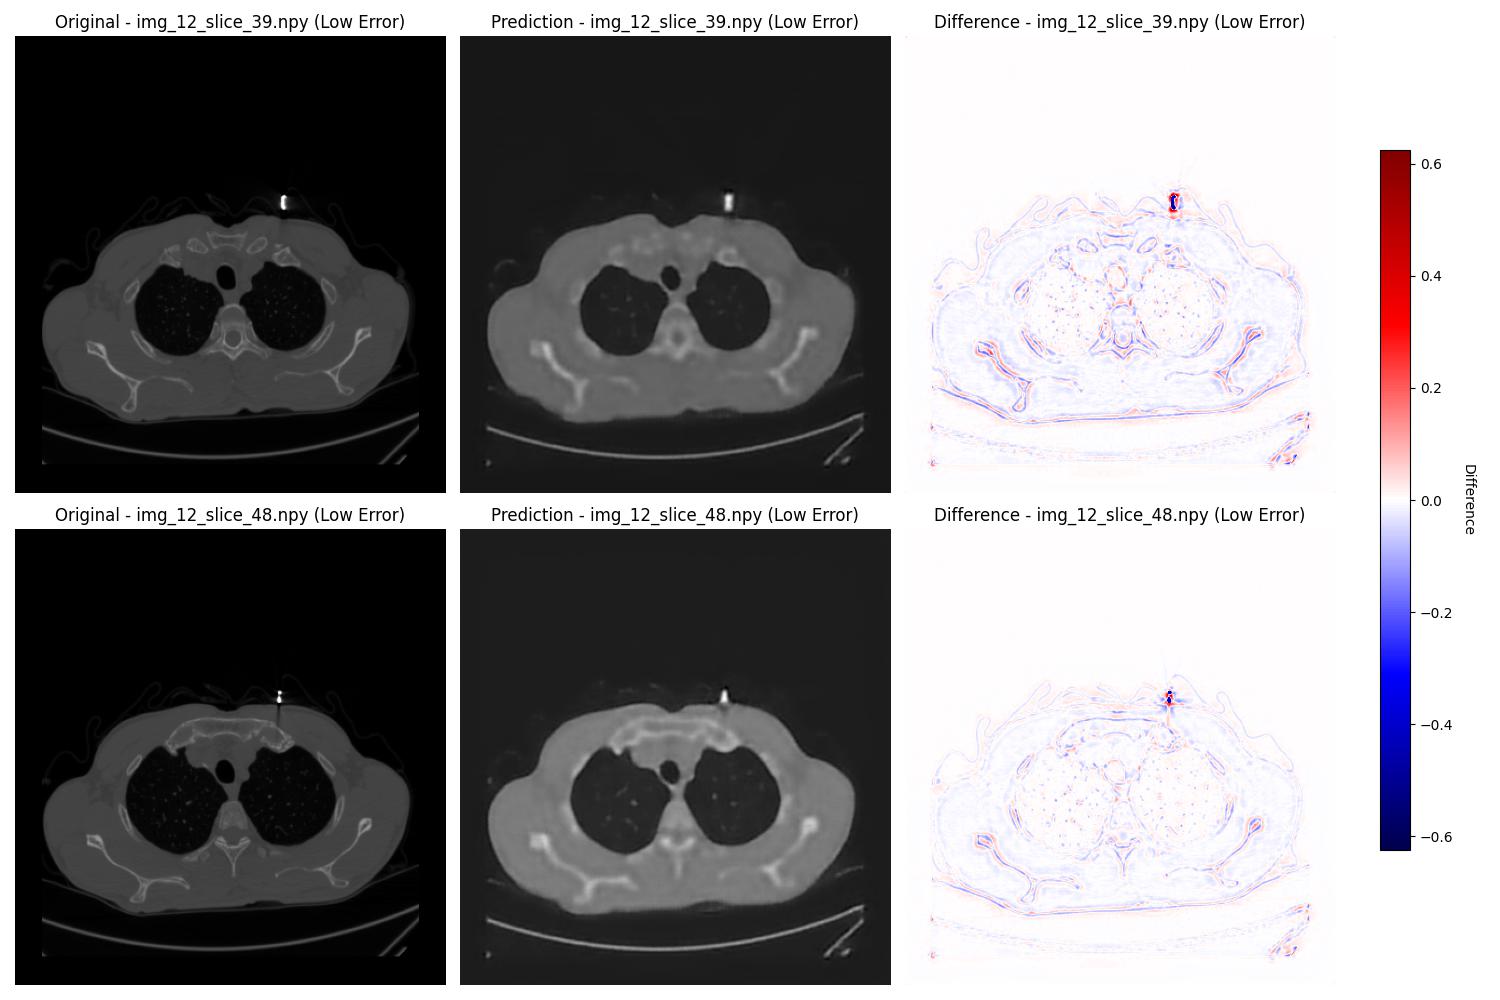 Original - img_12_slice_39.npy (Low Error)
Prediction - img_12_slice_39.npy (Low Error)
Difference - img_12_slice_39.npy (Low Error)
Original - img_12_slice_48.npy (Low Error)
Prediction - img_12_slice_48.npy (Low Error)
Difference - img_12_slice_48.npy (Low Error)
0.6
0.4
0.2
0.0
−0.2
−0.4
−0.6
Difference